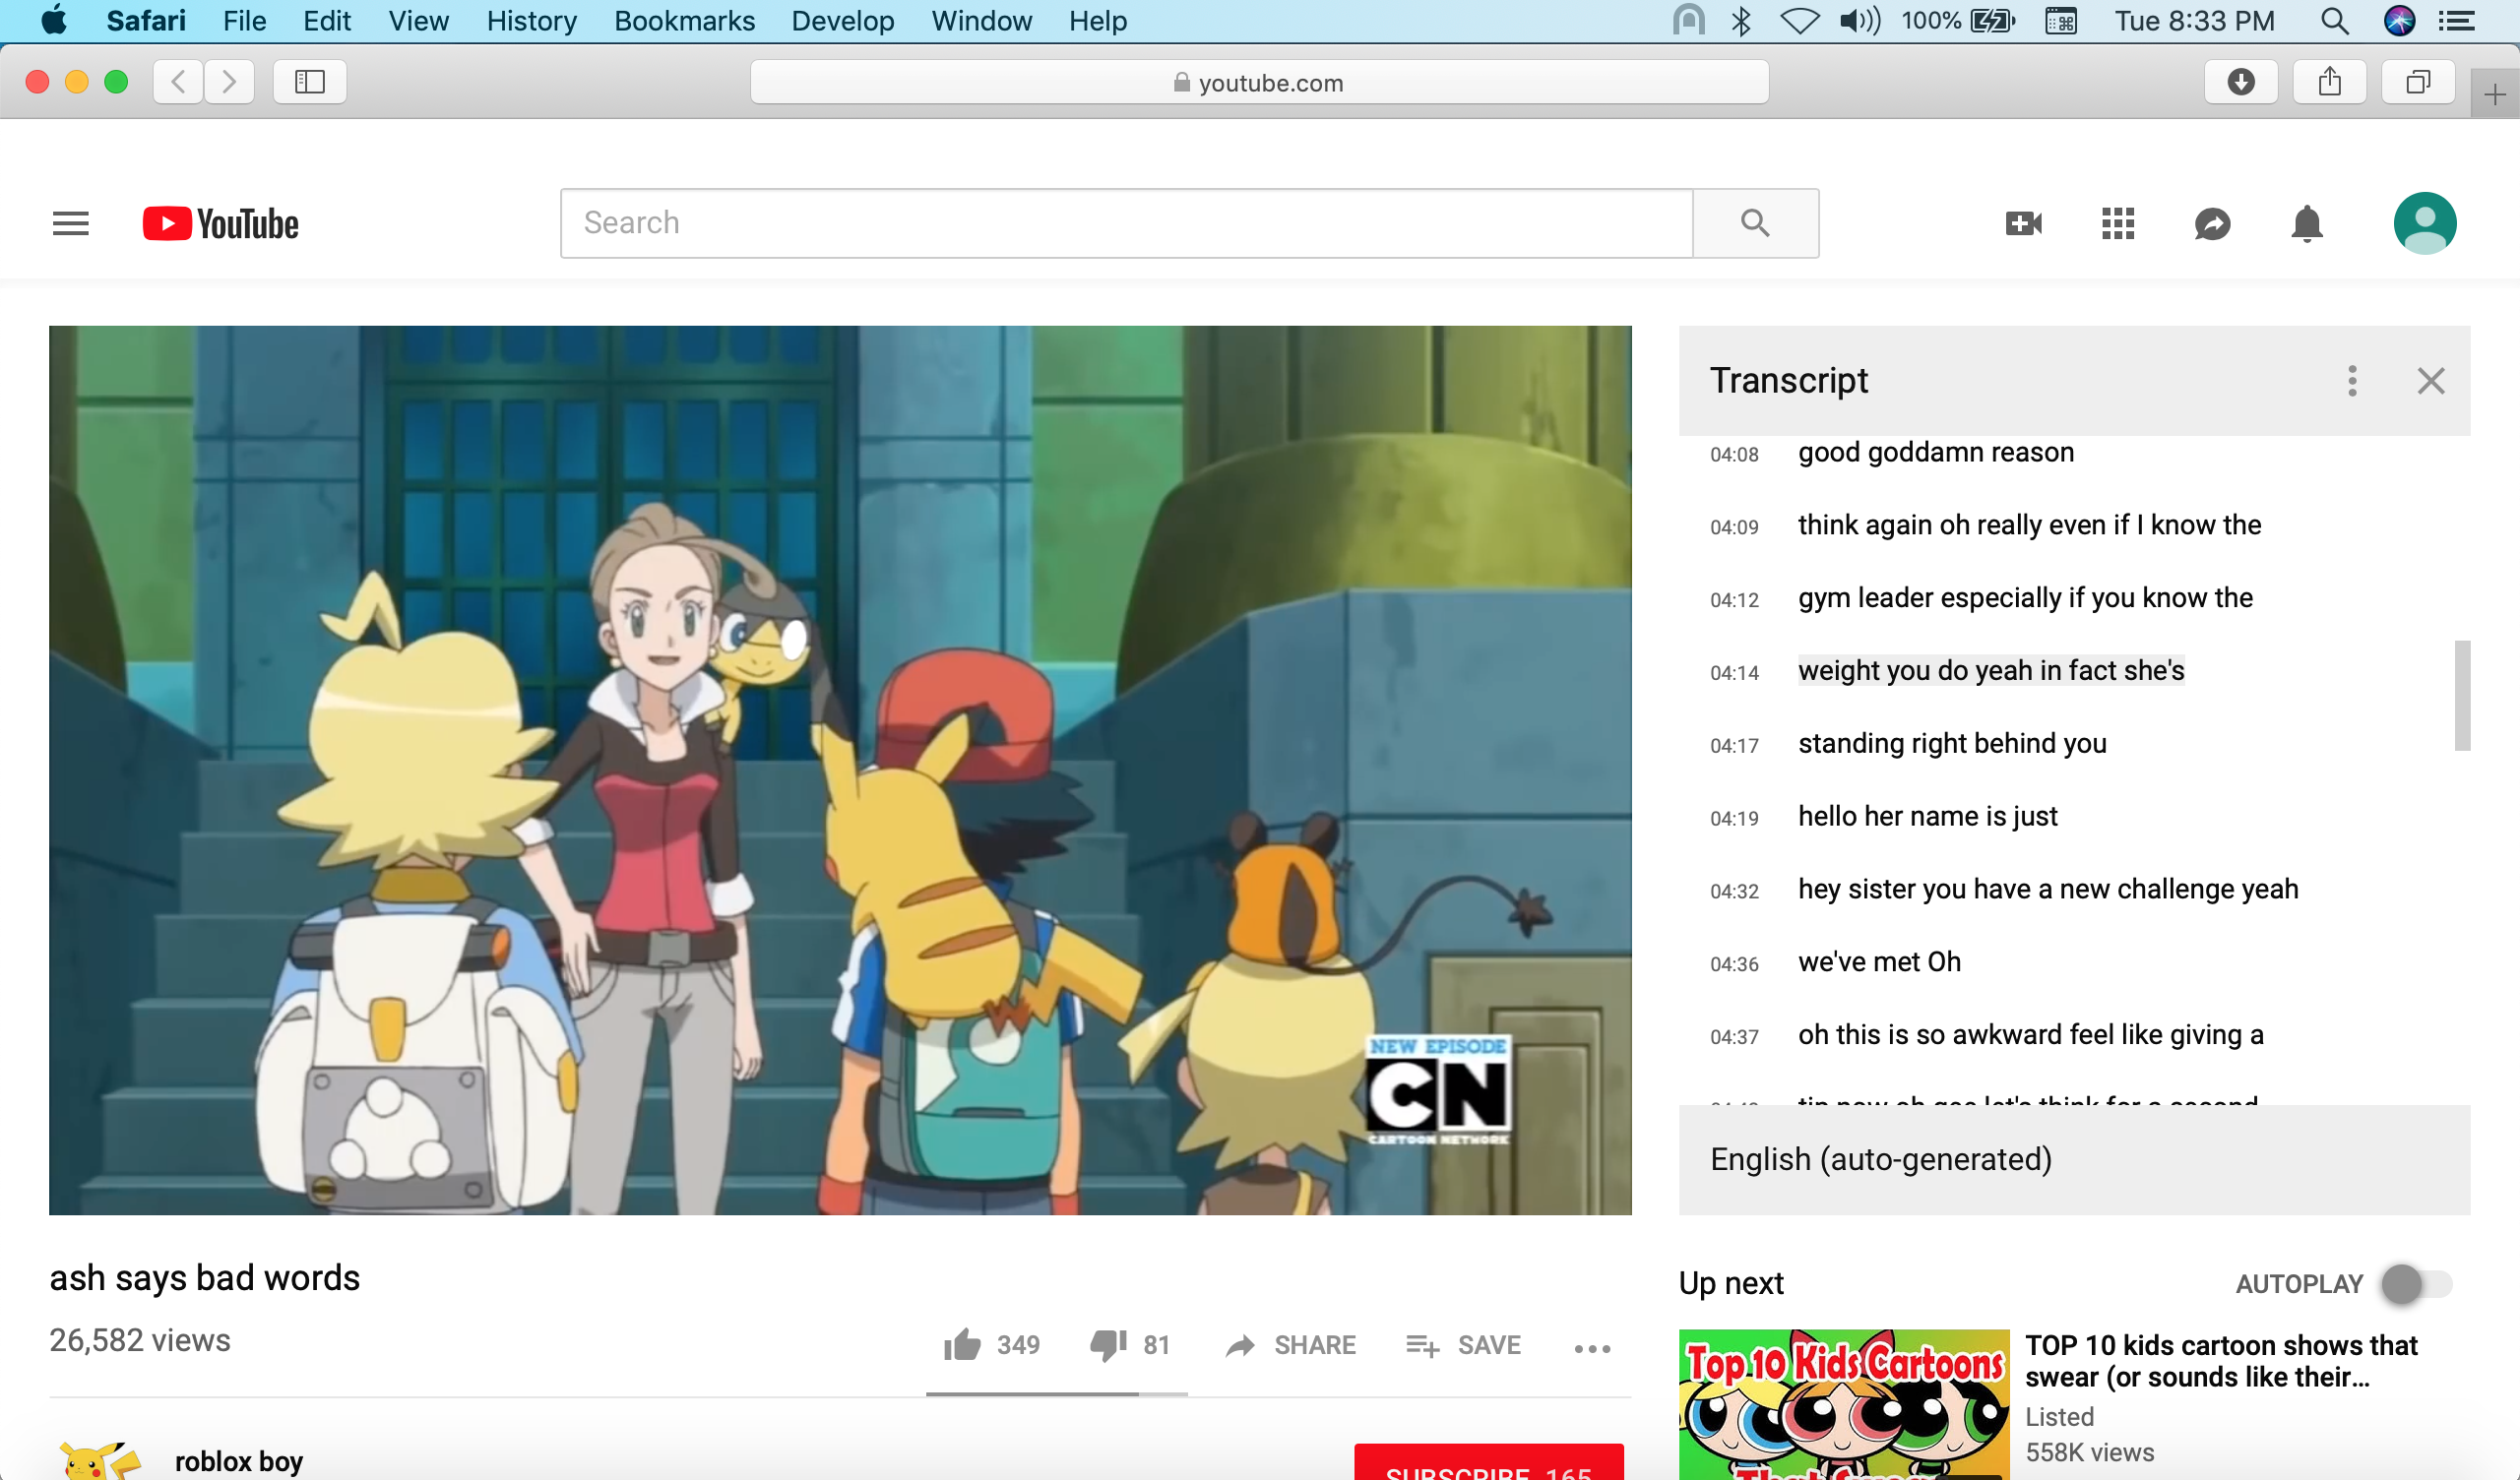 Safari File Edit View History Bookmarks Develop Window Help 100% Tue 8:33 PM
youtube.com
YouTube
Search
NEW EPISODE
CN
CARTOON NETWORK
Transcript
04:08 good goddamn reason
04:09 think again oh really even if I know the
04:12 gym leader especially if you know the
04:14 weight you do yeah in fact she's
04:17 standing right behind you
04:19 hello her name is just
04:32 hey sister you have a new challenge yeah
04:36 we've met Oh
04:37 oh this is so awkward feel like giving a
English (auto-generated)
ash says bad words
26,582 views
349 81 SHARE SAVE
roblox boy
SUBSCRIBE 165
Up next
AUTOPLAY
Top 10 Kids Cartoons
That Swear
TOP 10 kids cartoon shows that
swear (or sounds like their...
Listed
558K views